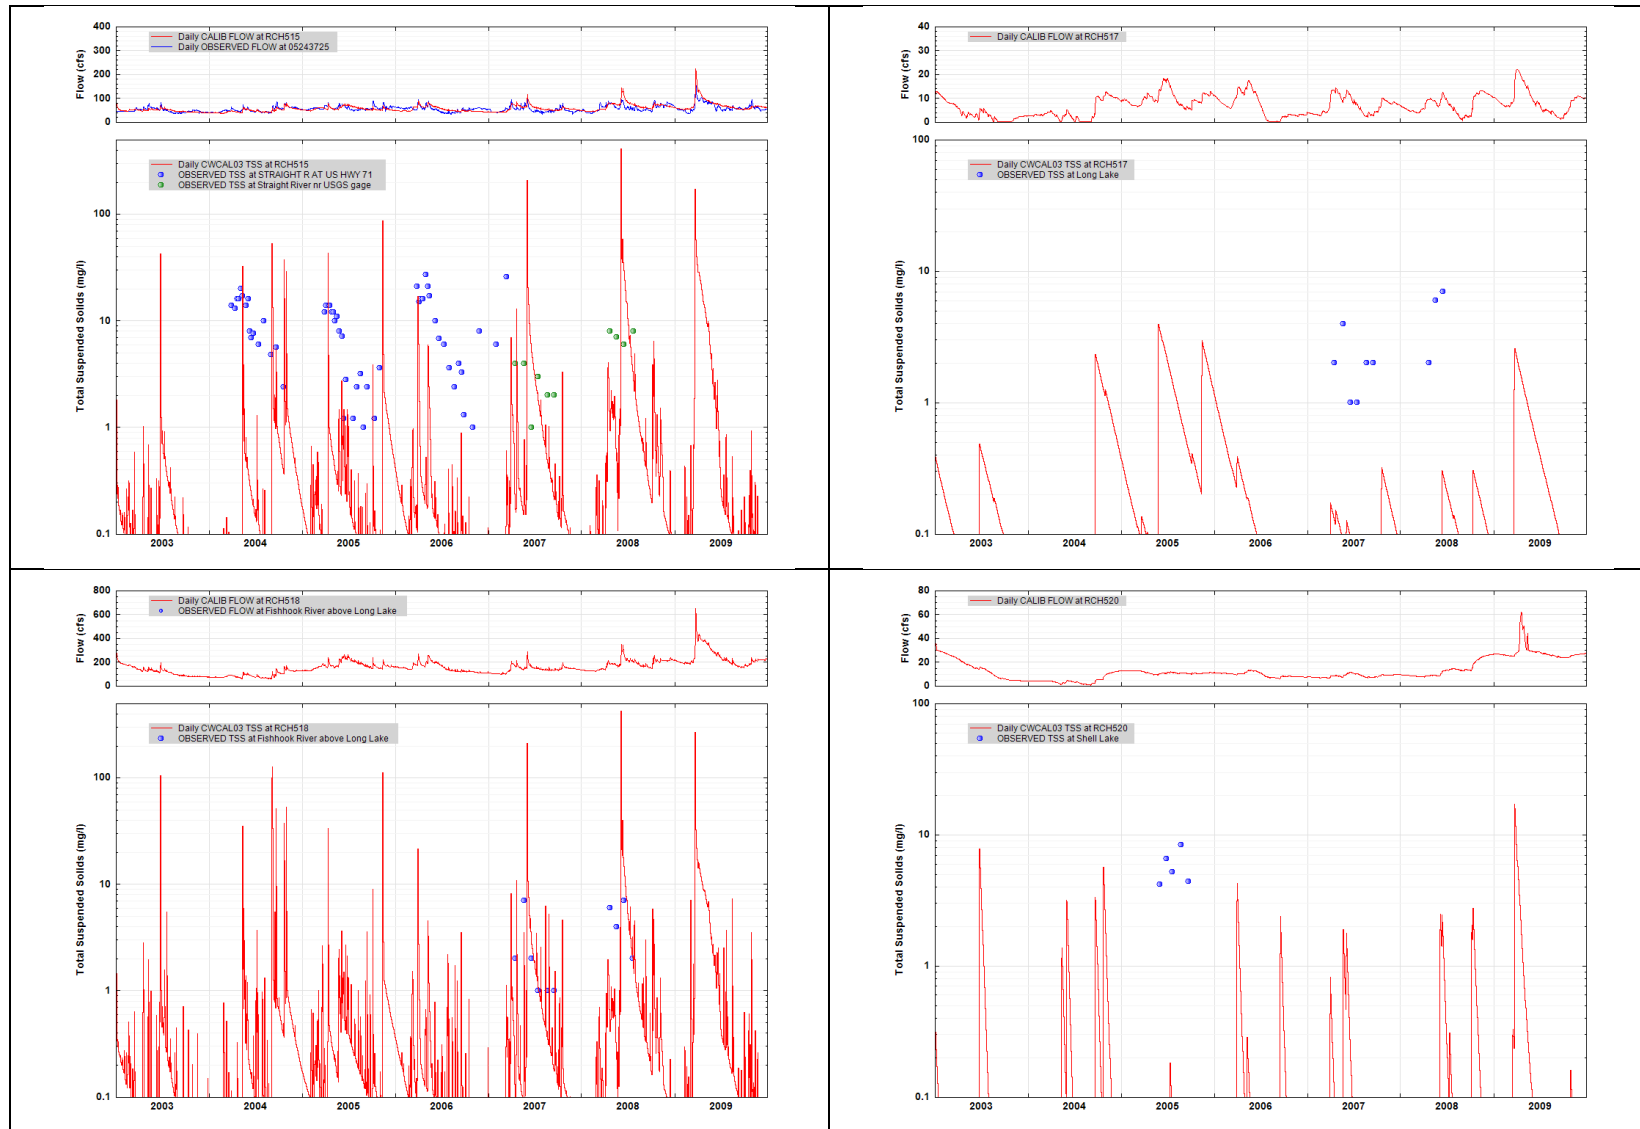 400
300
200
100
0
Flow (cfs)
Daily CALIB FLOW at RCH515
Daily OBSERVED FLOW at 05243725
100
10
1
0.1
Total Suspended Solids (mg/l)
Daily CWCAL03 TSS at RCH515
OBSERVED TSS at STRAIGHT R AT US HWY 71
OBSERVED TSS at Straight River nr USGS gage
2003 2004 2005 2006 2007 2008 2009
40
30
20
10
0
Flow (cfs)
Daily CALIB FLOW at RCH517
100
10
1
0.1
Total Suspended Solids (mg/l)
Daily CWCAL03 TSS at RCH517
OBSERVED TSS at Long Lake
2003 2004 2005 2006 2007 2008 2009
800
600
400
200
0
Flow (cfs)
Daily CALIB FLOW at RCH518
OBSERVED FLOW at Fishhook River above Long Lake
100
10
1
0.1
Total Suspended Solids (mg/l)
Daily CWCAL03 TSS at RCH518
OBSERVED TSS at Fishhook River above Long Lake
2003 2004 2005 2006 2007 2008 2009
80
60
40
20
0
Flow (cfs)
Daily CALIB FLOW at RCH520
100
10
1
0.1
Total Suspended Solids (mg/l)
Daily CWCAL03 TSS at RCH520
OBSERVED TSS at Shell Lake
2003 2004 2005 2006 2007 2008 2009